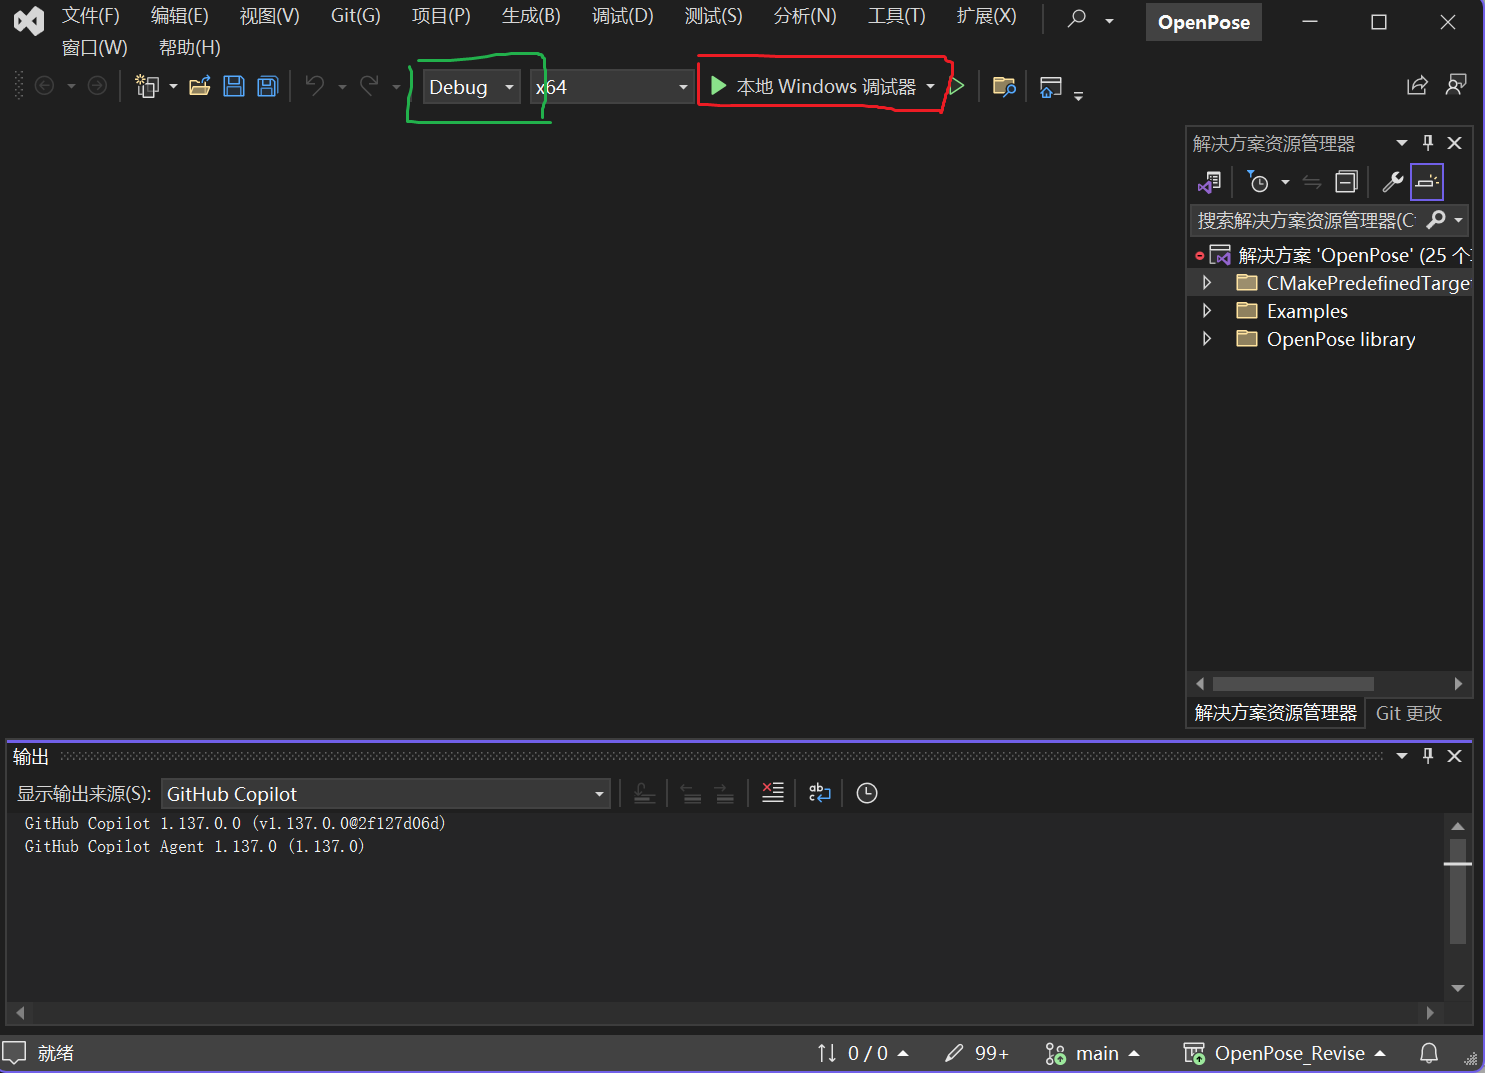 文件(F) 编辑(E) 视图(V) Git(G) 项目(P) 生成(B) 调试(D) 测试(S) 分析(N) 工具(T) 扩展(X) OpenPose
窗口(W) 帮助(H)
Debug x64 本地 Windows 调试器
解决方案资源管理器
搜索解决方案资源管理器(C
解决方案 'OpenPose' (25 个
CMakePredefinedTarge
Examples
OpenPose library
解决方案资源管理器 Git 更改
输出
显示输出来源(S): GitHub Copilot
GitHub Copilot 1.137.0.0 (v1.137.0.0@2f127d06d)
GitHub Copilot Agent 1.137.0 (1.137.0)
就绪 0 / 0 99+ main OpenPose_Revise